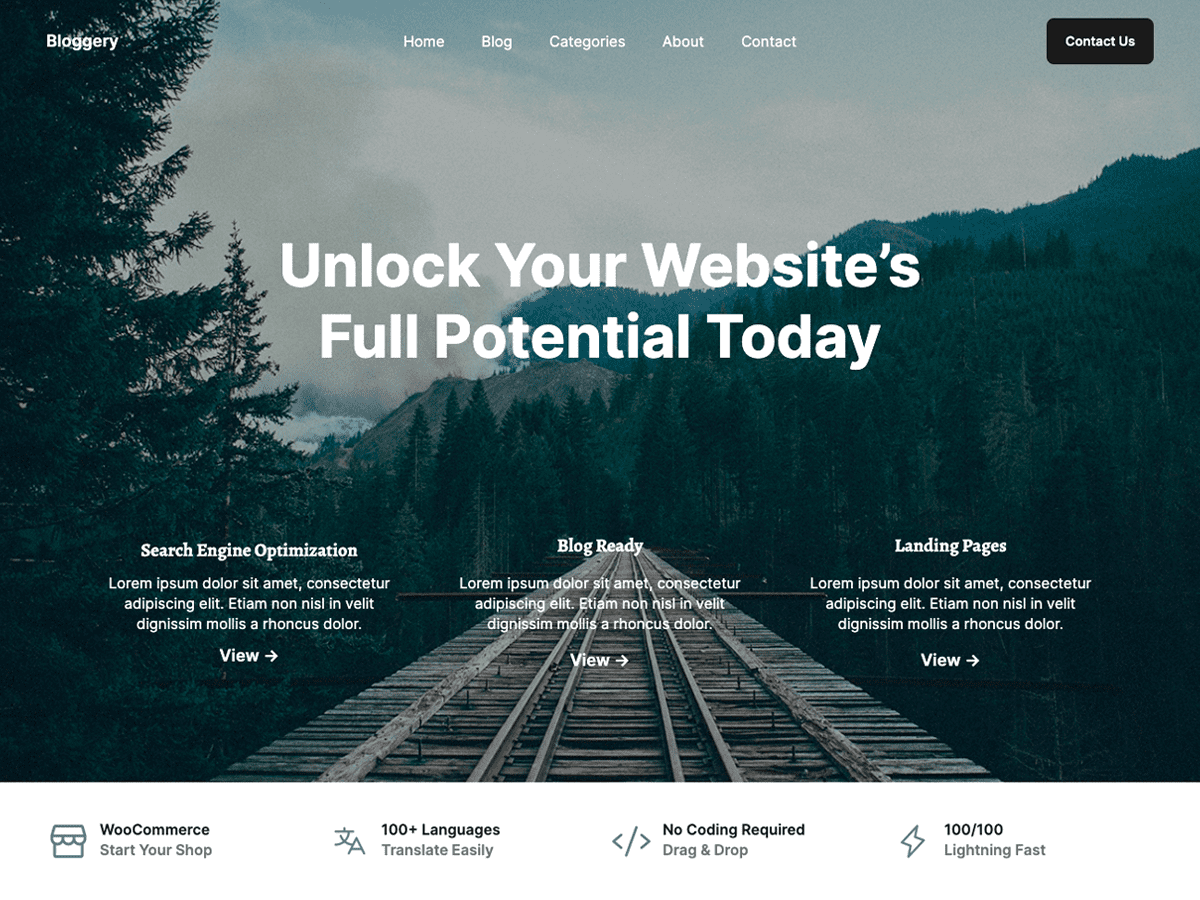 Bloggery
Home
Blog
Categories
About
Contact
Contact Us
Unlock Your Website’s
Full Potential Today
Search Engine Optimization
Lorem ipsum dolor sit amet, consectetur
adipiscing elit. Etiam non nisl in velit
dignissim mollis a rhoncus dolor.
View →
Blog Ready
Lorem ipsum dolor sit amet, consectetur
adipiscing elit. Etiam non nisl in velit
dignissim mollis a rhoncus dolor.
View →
Landing Pages
Lorem ipsum dolor sit amet, consectetur
adipiscing elit. Etiam non nisl in velit
dignissim mollis a rhoncus dolor.
View →
WooCommerce
Start Your Shop
100+ Languages
Translate Easily
No Coding Required
Drag & Drop
100/100
Lightning Fast